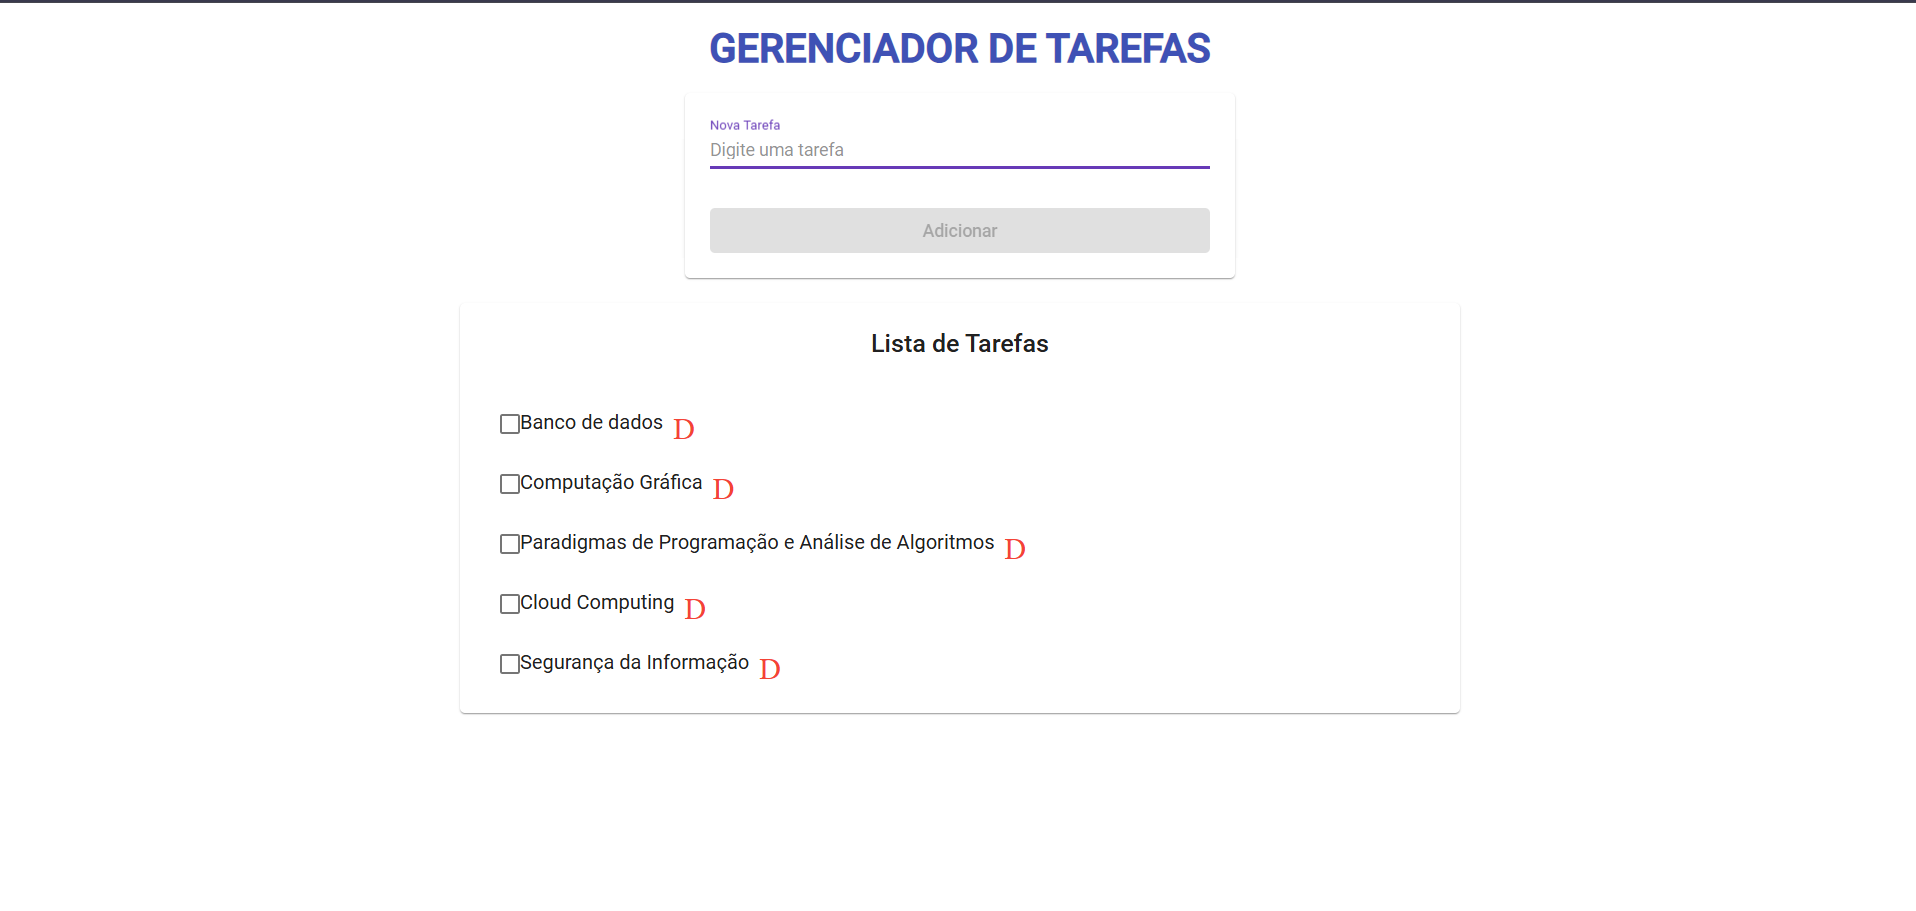 GERENCIADOR DE TAREFAS
Nova Tarefa
Digite uma tarefa
Adicionar
Lista de Tarefas
Banco de dados D
Computação Gráfica D
Paradigmas de Programação e Análise de Algoritmos D
Cloud Computing D
Segurança da Informação D